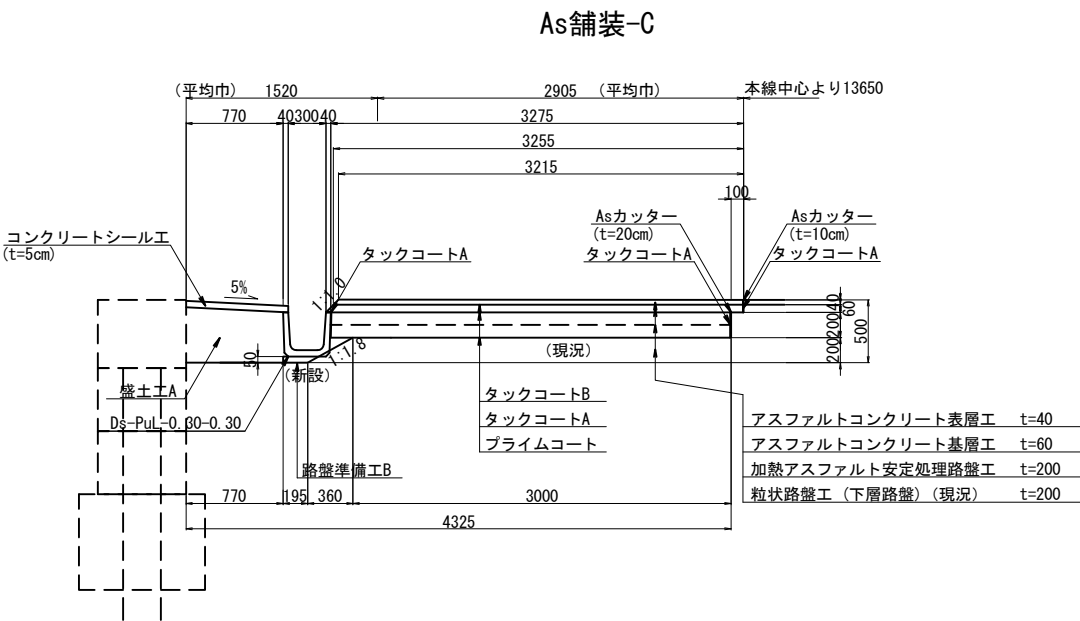 As舗装-C
(平均巾) 1520
2905 (平均巾)
本線中心より13650
770
40
300
40
3275
3255
3215
100
Asカッター
(t=20cm)
Asカッター
(t=10cm)
コンクリートシール工
(t=5cm)
タックコートA
タックコートA
タックコートA
5%
1:1.0
40
60
200
200
500
50
1:1.8
(現況)
(新設)
盛土工A
Ds-PuL-0.30-0.30
タックコートB
タックコートA
プライムコート
アスファルトコンクリート表層工 t=40
アスファルトコンクリート基層工 t=60
加熱アスファルト安定処理路盤工 t=200
粒状路盤工 (下層路盤) (現況) t=200
路盤準備工B
770
195
360
3000
4325